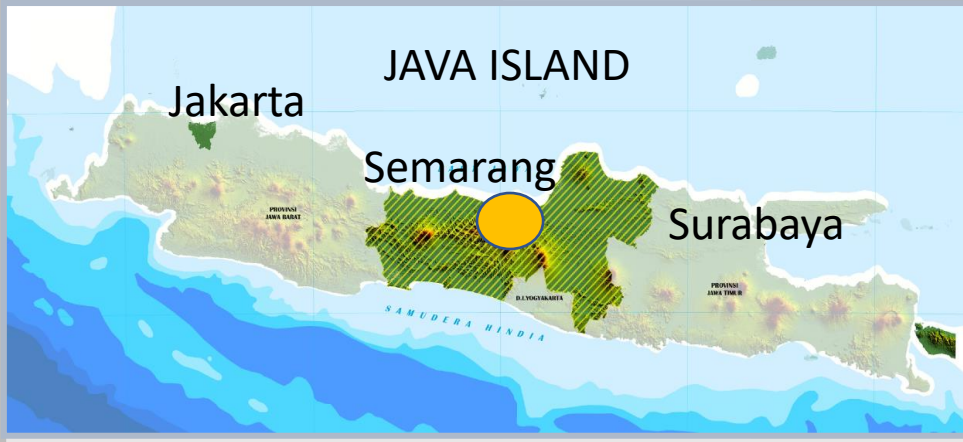 JAVA ISLAND
Jakarta
Semarang
Surabaya
PROVINSI
JAWA BARAT
PROVINSI
JAWA TIMUR
D.I.YOGYAKARTA
SAMUDERA HINDIA